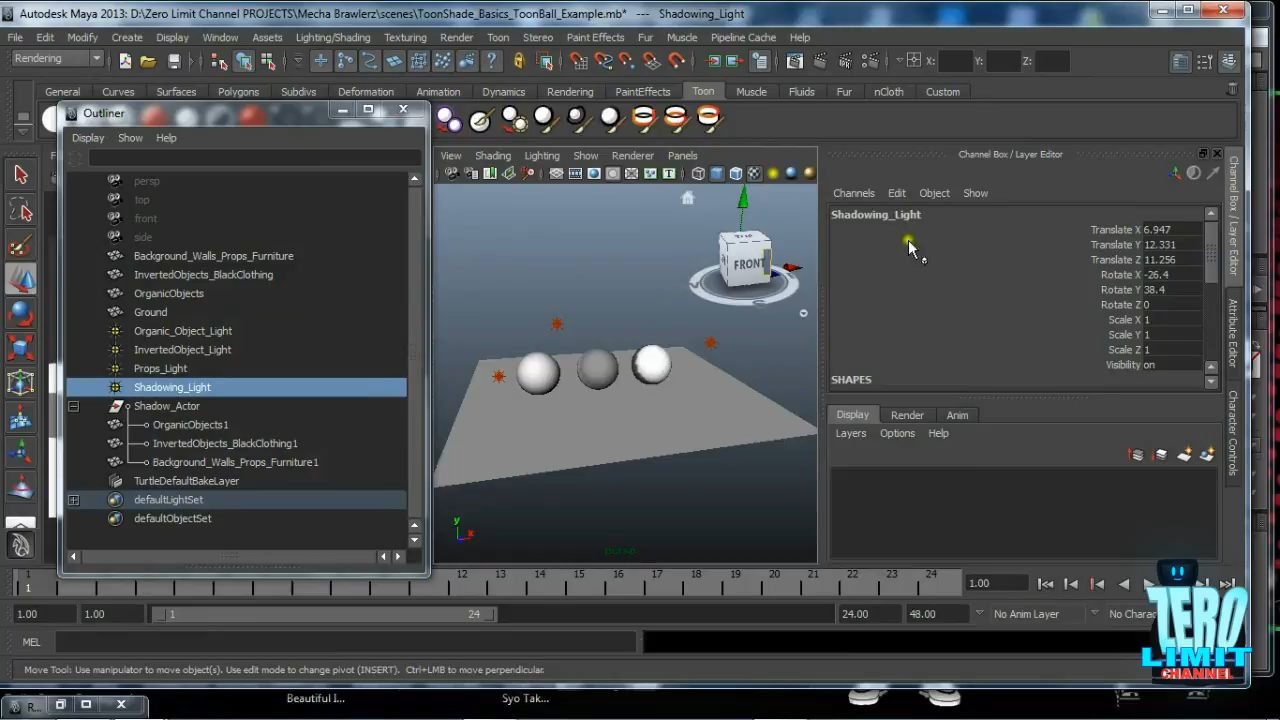 Autodesk Maya 2013: D:\Zero Limit Channel PROJECTS\Mecha Brawlerz\scenes\ToonShade_Basics_ToonBall_Example.mb* --- Shadowing_Light
File Edit Modify Create Display Window Assets Lighting/Shading Texturing Render Toon Stereo Paint Effects Fur Muscle Pipeline Cache Help
Rendering X: Y: Z:
General Curves Surfaces Polygons Subdivs Deformation Animation Dynamics Rendering PaintEffects Toon Muscle Fluids Fur nCloth Custom
Outliner
Display Show Help
persp
top
front
side
Background_Walls_Props_Furniture
InvertedObjects_BlackClothing
OrganicObjects
Ground
Organic_Object_Light
InvertedObject_Light
Props_Light
Shadowing_Light
Shadow_Actor
OrganicObjects1
InvertedObjects_BlackClothing1
Background_Walls_Props_Furniture1
TurtleDefaultBakeLayer
defaultLightSet
defaultObjectSet
View Shading Lighting Show Renderer Panels
FRONT
y
x
persp
Channel Box / Layer Editor
Channels Edit Object Show
Shadowing_Light
Translate X 6.947
Translate Y 12.331
Translate Z 11.256
Rotate X -26.4
Rotate Y 38.4
Rotate Z 0
Scale X 1
Scale Y 1
Scale Z 1
Visibility on
SHAPES
Display Render Anim
Layers Options Help
Channel Box / Layer Editor
Attribute Editor
Character Controls
1 12 13 14 15 16 17 18 19 20 21 22 23 24 1.00
1
1.00 1.00 1 24 24.00 48.00 No Anim Layer No Charac
MEL
Move Tool: Use manipulator to move object(s). Use edit mode to change pivot (INSERT). Ctrl+LMB to move perpendicular.
R... Beautiful I... Syo Tak...
ZERO
LIMIT
CHANNEL